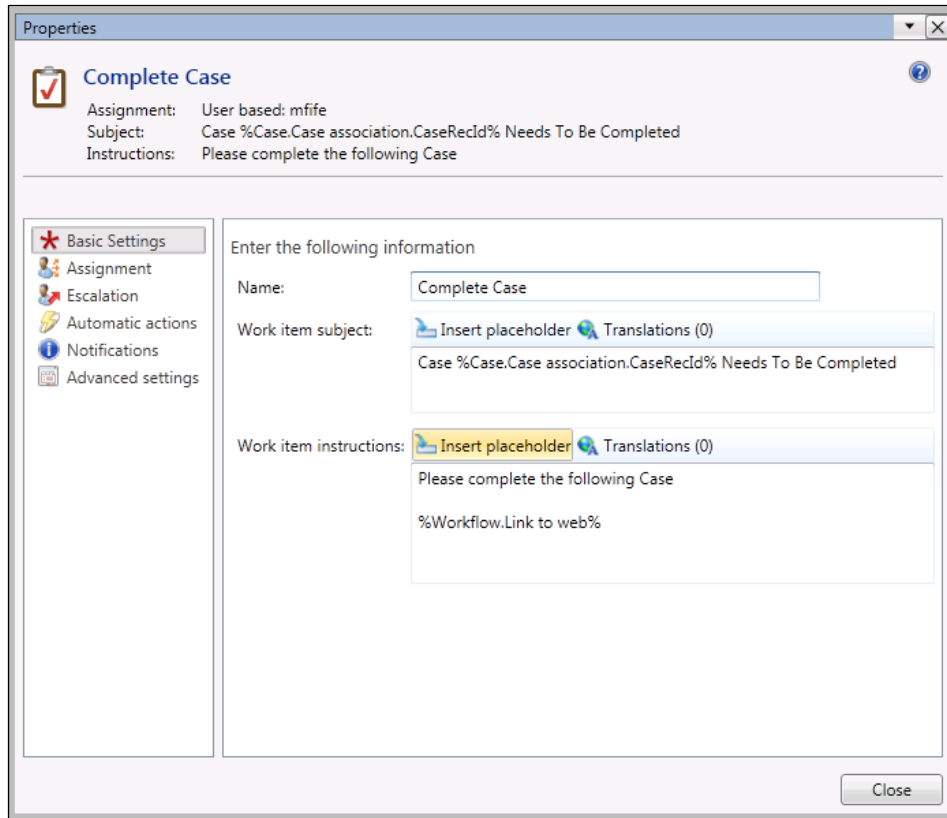 Properties
Complete Case
Assignment: User based: mfife
Subject: Case %Case.Case association.CaseRecId% Needs To Be Completed
Instructions: Please complete the following Case
Basic Settings
Assignment
Escalation
Automatic actions
Notifications
Advanced settings
Enter the following information
Name: Complete Case
Work item subject: Insert placeholder Translations (0)
Case %Case.Case association.CaseRecId% Needs To Be Completed
Work item instructions: Insert placeholder Translations (0)
Please complete the following Case
%Workflow.Link to web%
Close